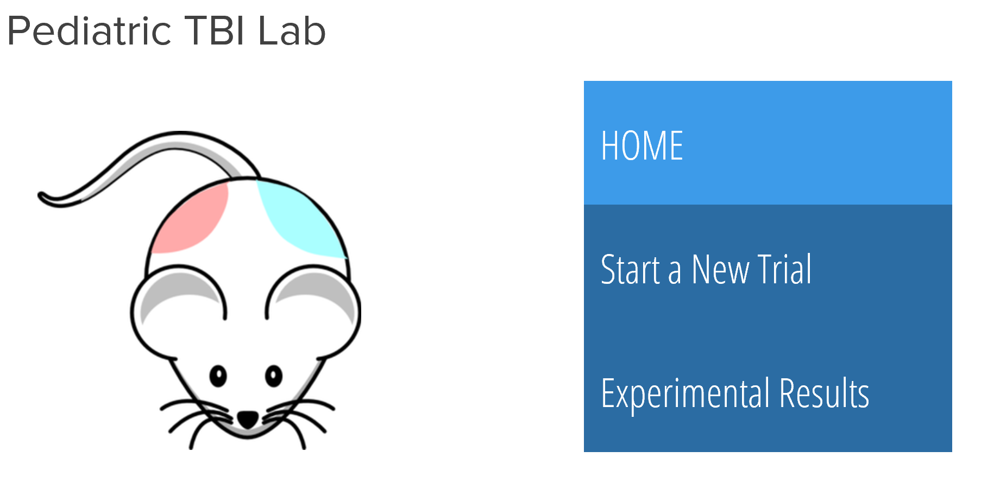 Pediatric TBI Lab
HOME
Start a New Trial
Experimental Results